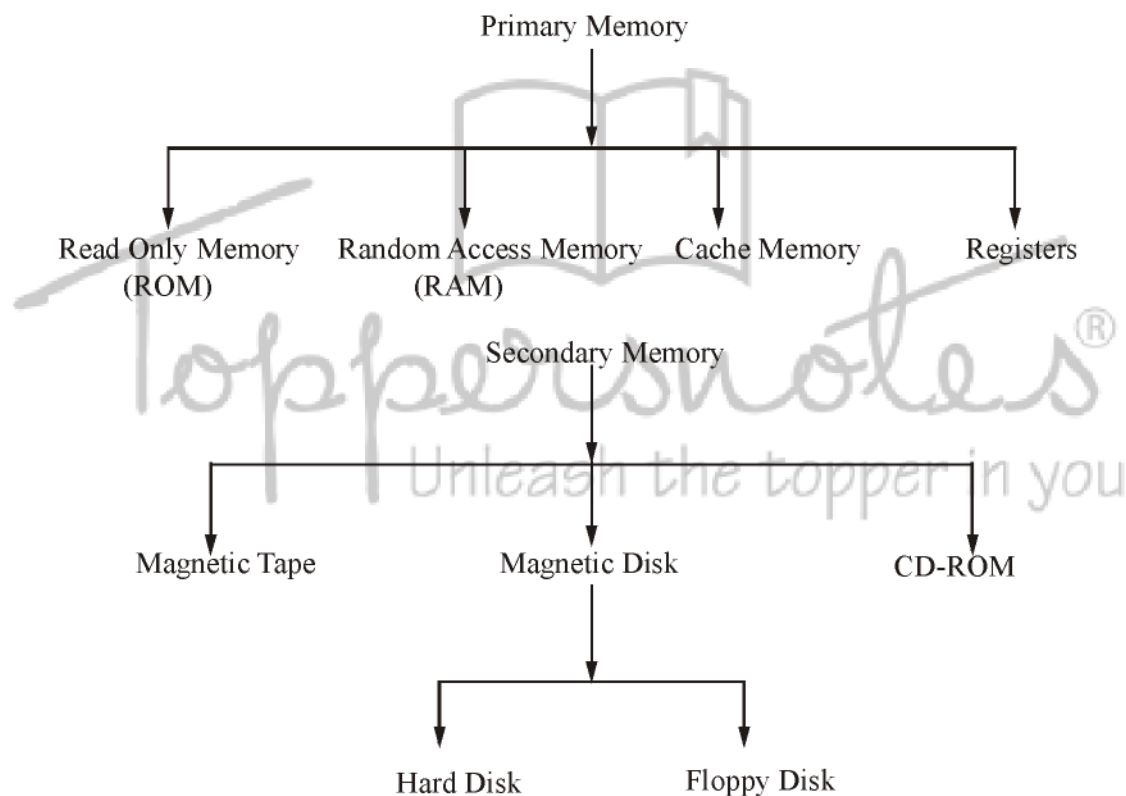 Primary Memory
Read Only Memory (ROM)
Random Access Memory (RAM)
Cache Memory
Registers
Secondary Memory
Magnetic Tape
Magnetic Disk
CD-ROM
Hard Disk
Floppy Disk
Toppersnotes®
Unleash the topper in you